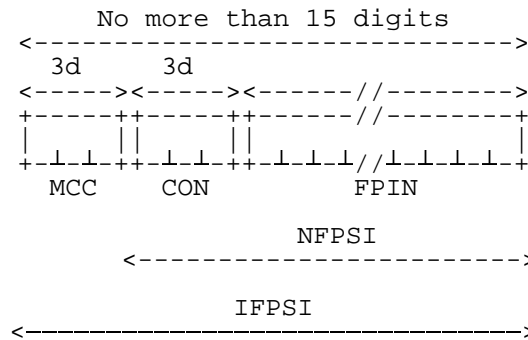 No more than 15 digits
3d 3d
MCC CON FPIN
NFPSI
IFPSI